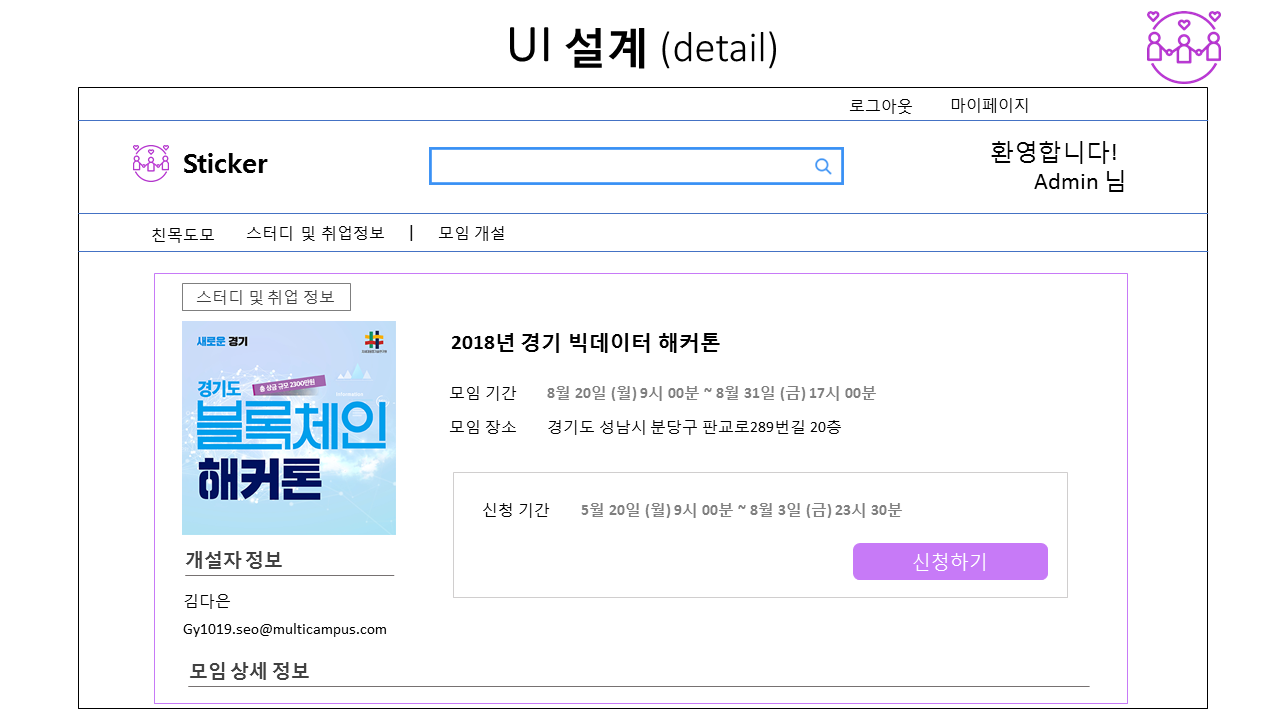 UI 설계 (detail)
로그아웃 마이페이지
Sticker
환영합니다!
Admin 님
친목도모 스터디 및 취업정보 | 모임 개설
스터디 및 취업 정보
새로운 경기
경기도
총 상금 규모 2300만원
블록체인
해커톤
2018년 경기 빅데이터 해커톤
모임 기간 8월 20일 (월) 9시 00분 ~ 8월 31일 (금) 17시 00분
모임 장소 경기도 성남시 분당구 판교로289번길 20층
신청 기간 5월 20일 (월) 9시 00분 ~ 8월 3일 (금) 23시 30분
신청하기
개설자 정보
김다은
Gy1019.seo@multicampus.com
모임 상세 정보